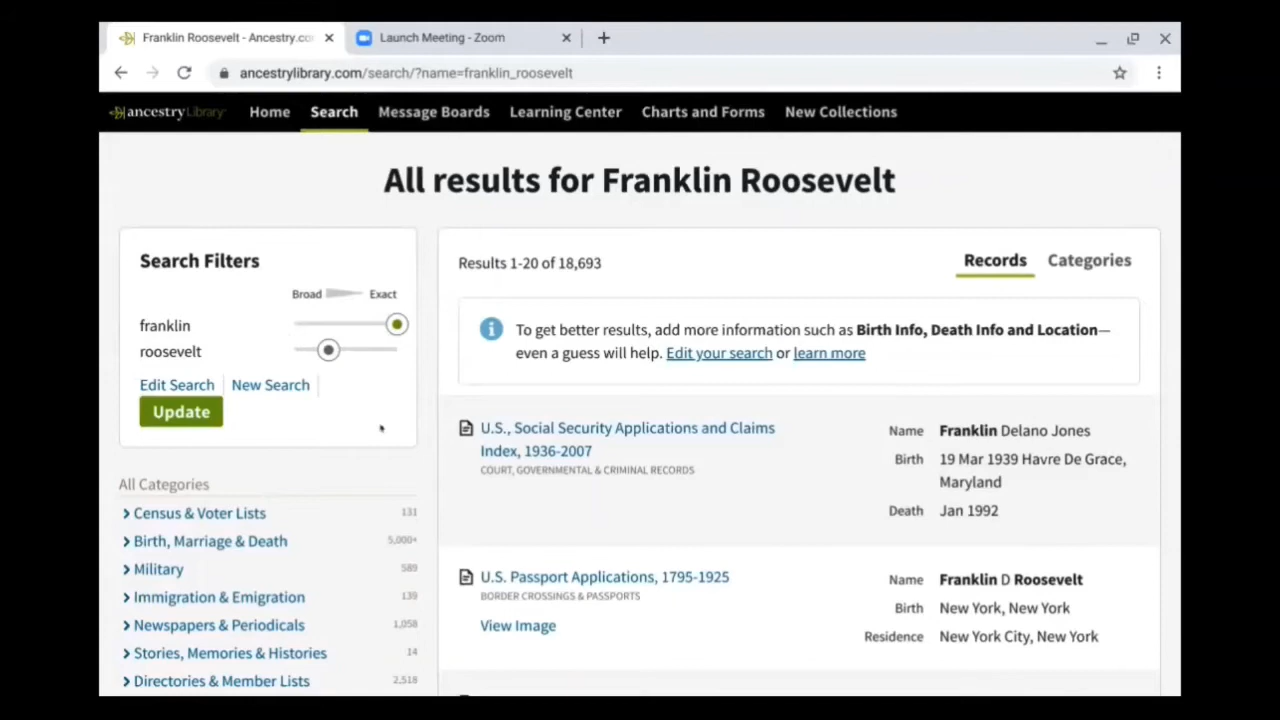 Franklin Roosevelt - Ancestry.co
Launch Meeting - Zoom
ancestrylibrary.com/search/?name=franklin_roosevelt
ancestryLibrary
Home
Search
Message Boards
Learning Center
Charts and Forms
New Collections
All results for Franklin Roosevelt
Search Filters
Broad
Exact
franklin
roosevelt
Edit Search
New Search
Update
All Categories
Census & Voter Lists 131
Birth, Marriage & Death 5,000+
Military 589
Immigration & Emigration 139
Newspapers & Periodicals 1,058
Stories, Memories & Histories 14
Directories & Member Lists 2,518
Results 1-20 of 18,693
Records
Categories
To get better results, add more information such as Birth Info, Death Info and Location—
even a guess will help. Edit your search or learn more
U.S., Social Security Applications and Claims
Index, 1936-2007
COURT, GOVERNMENTAL & CRIMINAL RECORDS
Name Franklin Delano Jones
Birth 19 Mar 1939 Havre De Grace,
Maryland
Death Jan 1992
U.S. Passport Applications, 1795-1925
BORDER CROSSINGS & PASSPORTS
View Image
Name Franklin D Roosevelt
Birth New York, New York
Residence New York City, New York